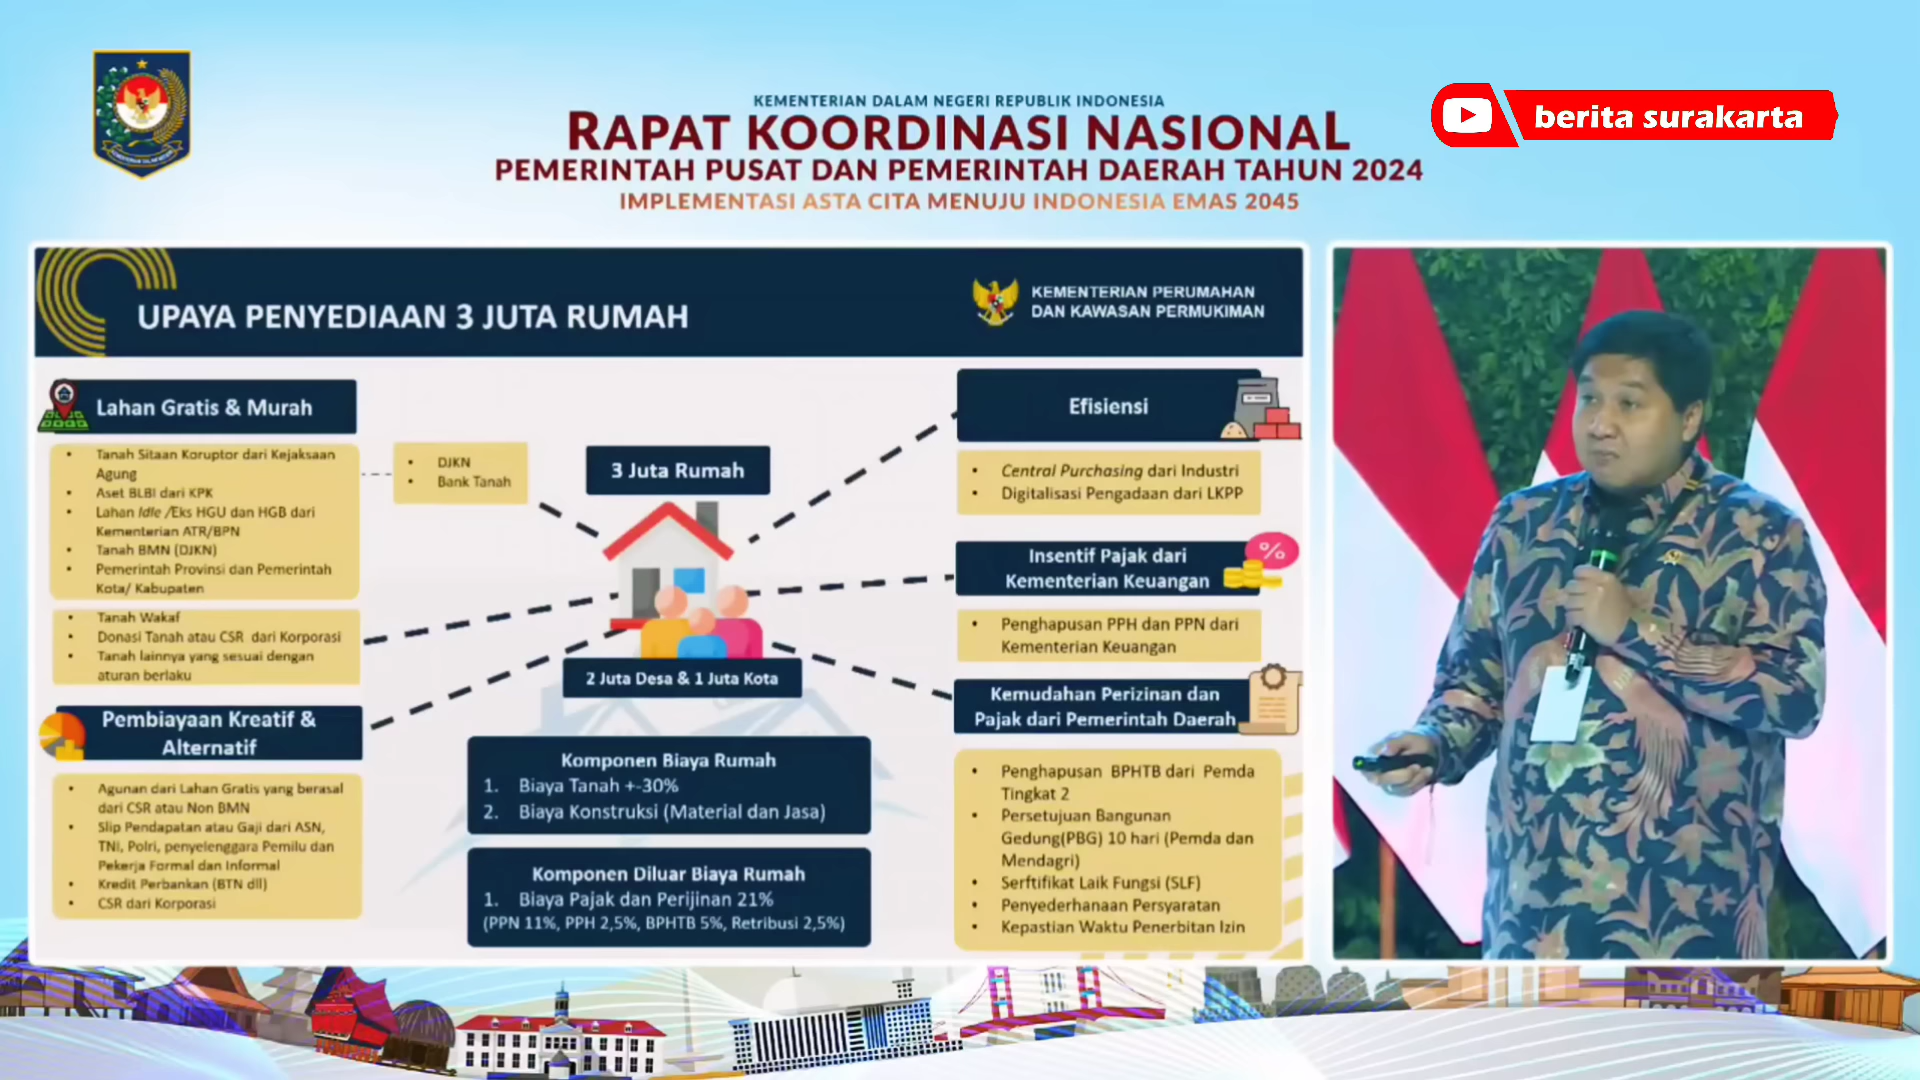 KEMENTERIAN DALAM NEGERI REPUBLIK INDONESIA
RAPAT KOORDINASI NASIONAL
PEMERINTAH PUSAT DAN PEMERINTAH DAERAH TAHUN 2024
IMPLEMENTASI ASTA CITA MENUJU INDONESIA EMAS 2045
berita surakarta
UPAYA PENYEDIAAN 3 JUTA RUMAH
KEMENTERIAN PERUMAHAN
DAN KAWASAN PERMUKIMAN
Lahan Gratis & Murah
• Tanah Sitaan Koruptor dari Kejaksaan
Agung
• Aset BLBI dari KPK
• Lahan Idle /Eks HGU dan HGB dari
Kementerian ATR/BPN
• Tanah BMN (DJKN)
• Pemerintah Provinsi dan Pemerintah
Kota/ Kabupaten
• DJKN
• Bank Tanah
• Tanah Wakaf
• Donasi Tanah atau CSR dari Korporasi
• Tanah lainnya yang sesuai dengan
aturan berlaku
Pembiayaan Kreatif &
Alternatif
• Agunan dari Lahan Gratis yang berasal
dari CSR atau Non BMN
• Slip Pendapatan atau Gaji dari ASN,
TNI, Polri, penyelenggara Pemilu dan
Pekerja Formal dan Informal
• Kredit Perbankan (BTN dll)
• CSR dari Korporasi
3 Juta Rumah
2 Juta Desa & 1 Juta Kota
Komponen Biaya Rumah
1. Biaya Tanah +-30%
2. Biaya Konstruksi (Material dan Jasa)
Komponen Diluar Biaya Rumah
1. Biaya Pajak dan Perijinan 21%
(PPN 11%, PPH 2,5%, BPHTB 5%, Retribusi 2,5%)
Efisiensi
• Central Purchasing dari Industri
• Digitalisasi Pengadaan dari LKPP
Insentif Pajak dari
Kementerian Keuangan
%
• Penghapusan PPH dan PPN dari
Kementerian Keuangan
Kemudahan Perizinan dan
Pajak dari Pemerintah Daerah
• Penghapusan BPHTB dari Pemda
Tingkat 2
• Persetujuan Bangunan
Gedung(PBG) 10 hari (Pemda dan
Mendagri)
• Serftifikat Laik Fungsi (SLF)
• Penyederhanaan Persyaratan
• Kepastian Waktu Penerbitan Izin